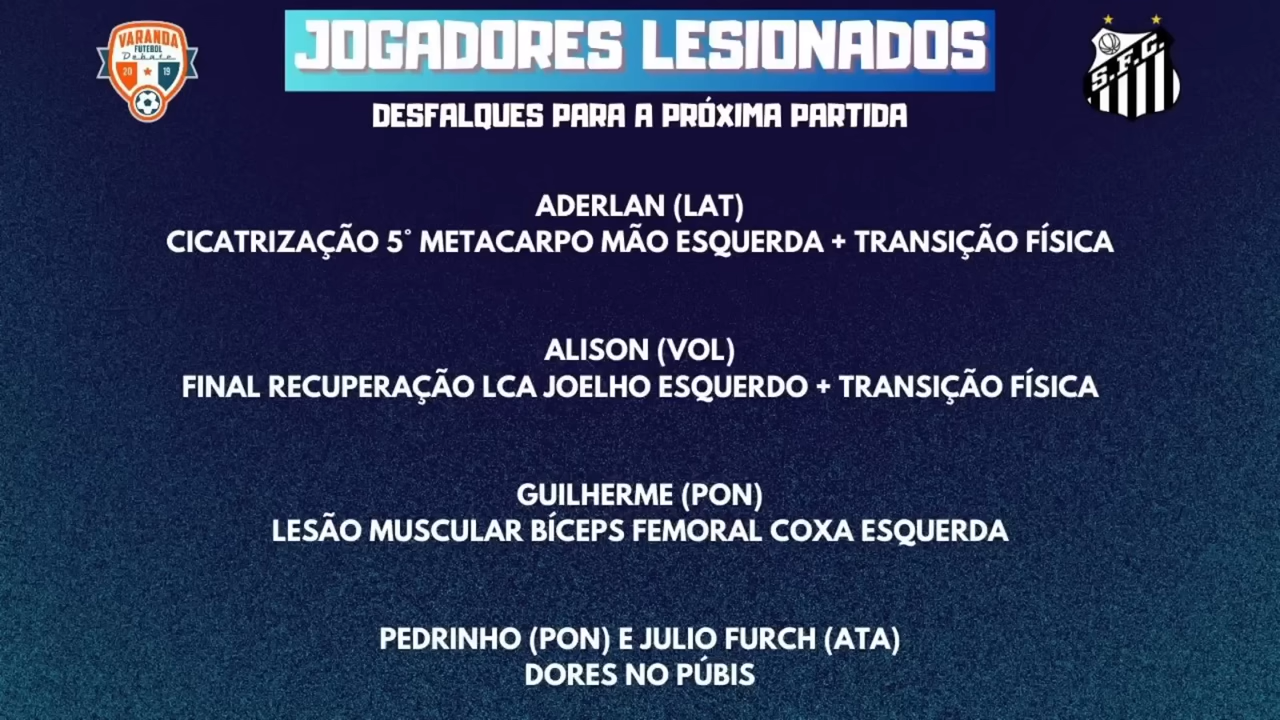 VARANDA
FUTEBOL
Debate
20 19
JOGADORES LESIONADOS
S.F.C.
DESFALQUES PARA A PRÓXIMA PARTIDA
ADERLAN (LAT)
CICATRIZAÇÃO 5° METACARPO MÃO ESQUERDA + TRANSIÇÃO FÍSICA
ALISON (VOL)
FINAL RECUPERAÇÃO LCA JOELHO ESQUERDO + TRANSIÇÃO FÍSICA
GUILHERME (PON)
LESÃO MUSCULAR BÍCEPS FEMORAL COXA ESQUERDA
PEDRINHO (PON) E JULIO FURCH (ATA)
DORES NO PÚBIS